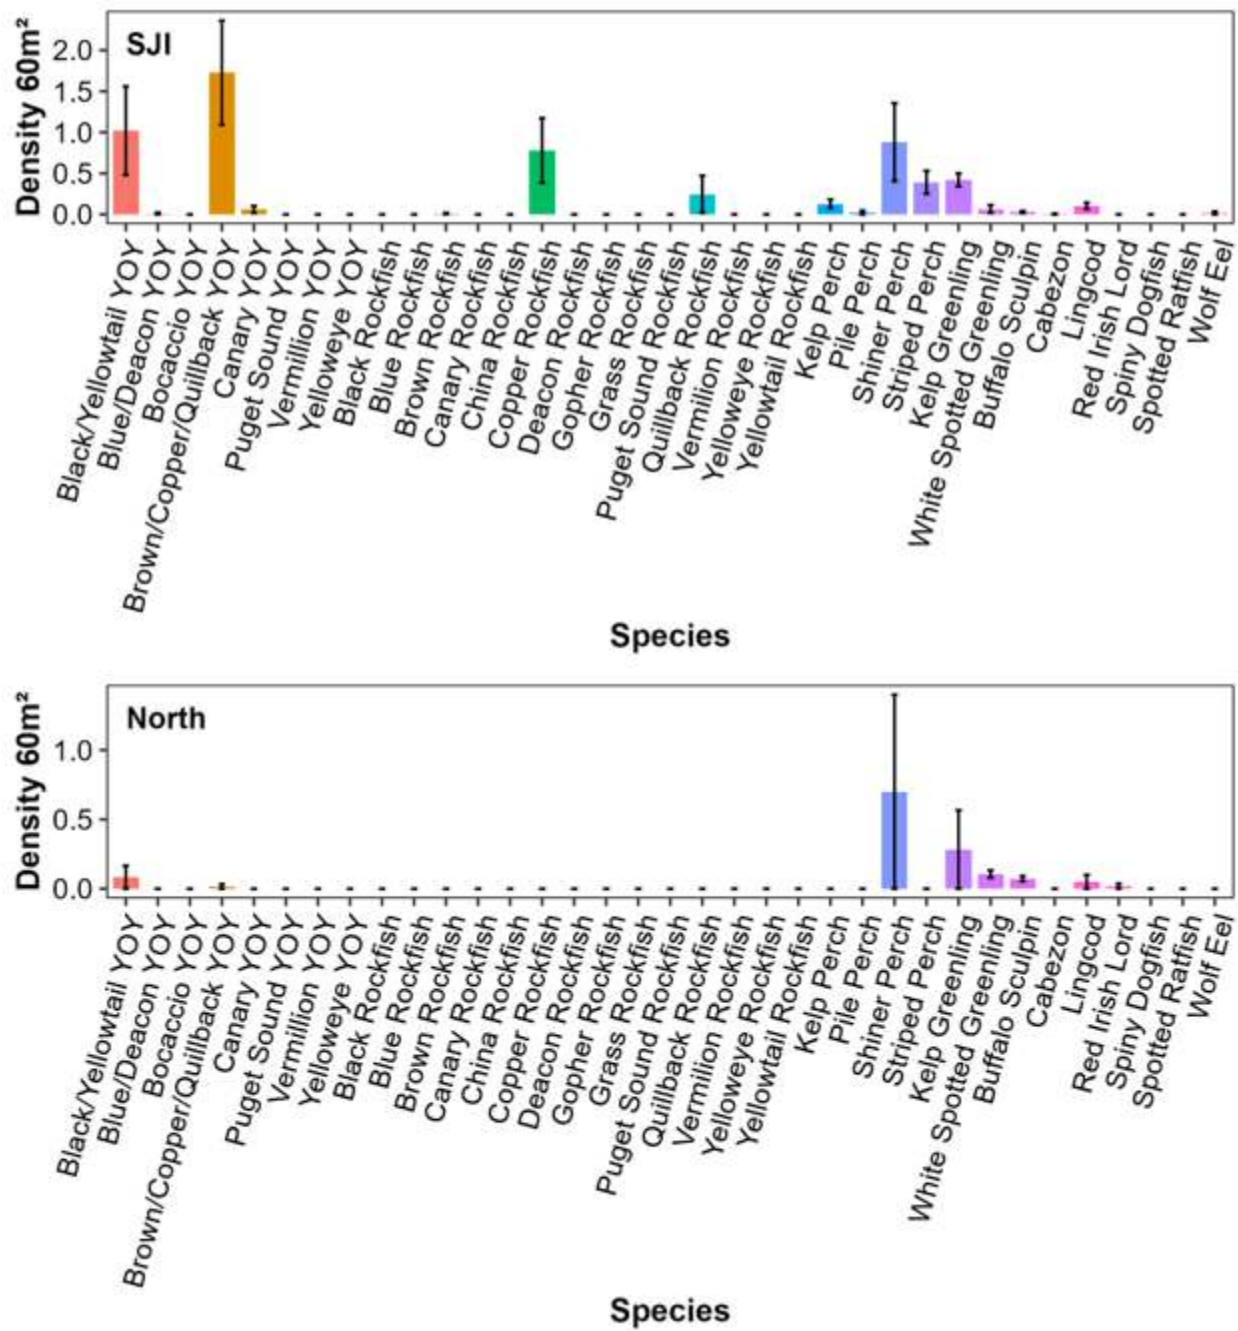 SJI
Density 60m²
2.0
1.5
1.0
0.5
0.0
Black/Yellowtail YOY
Blue/Deacon YOY
Bocaccio YOY
Brown/Copper/Quillback YOY
Canary YOY
Puget Sound YOY
Vermillion YOY
Yelloweye YOY
Black Rockfish
Blue Rockfish
Brown Rockfish
Canary Rockfish
China Rockfish
Copper Rockfish
Deacon Rockfish
Gopher Rockfish
Grass Rockfish
Puget Sound Rockfish
Quillback Rockfish
Vermilion Rockfish
Yelloweye Rockfish
Yellowtail Rockfish
Kelp Perch
Pile Perch
Shiner Perch
Striped Perch
Kelp Greenling
White Spotted Greenling
Buffalo Sculpin
Cabezon
Lingcod
Red Irish Lord
Spiny Dogfish
Spotted Ratfish
Wolf Eel
Species
North
Density 60m²
1.0
0.5
0.0
Black/Yellowtail YOY
Blue/Deacon YOY
Bocaccio YOY
Brown/Copper/Quillback YOY
Canary YOY
Puget Sound YOY
Vermillion YOY
Yelloweye YOY
Black Rockfish
Blue Rockfish
Brown Rockfish
Canary Rockfish
China Rockfish
Copper Rockfish
Deacon Rockfish
Gopher Rockfish
Grass Rockfish
Puget Sound Rockfish
Quillback Rockfish
Vermilion Rockfish
Yelloweye Rockfish
Yellowtail Rockfish
Kelp Perch
Pile Perch
Shiner Perch
Striped Perch
Kelp Greenling
White Spotted Greenling
Buffalo Sculpin
Cabezon
Lingcod
Red Irish Lord
Spiny Dogfish
Spotted Ratfish
Wolf Eel
Species